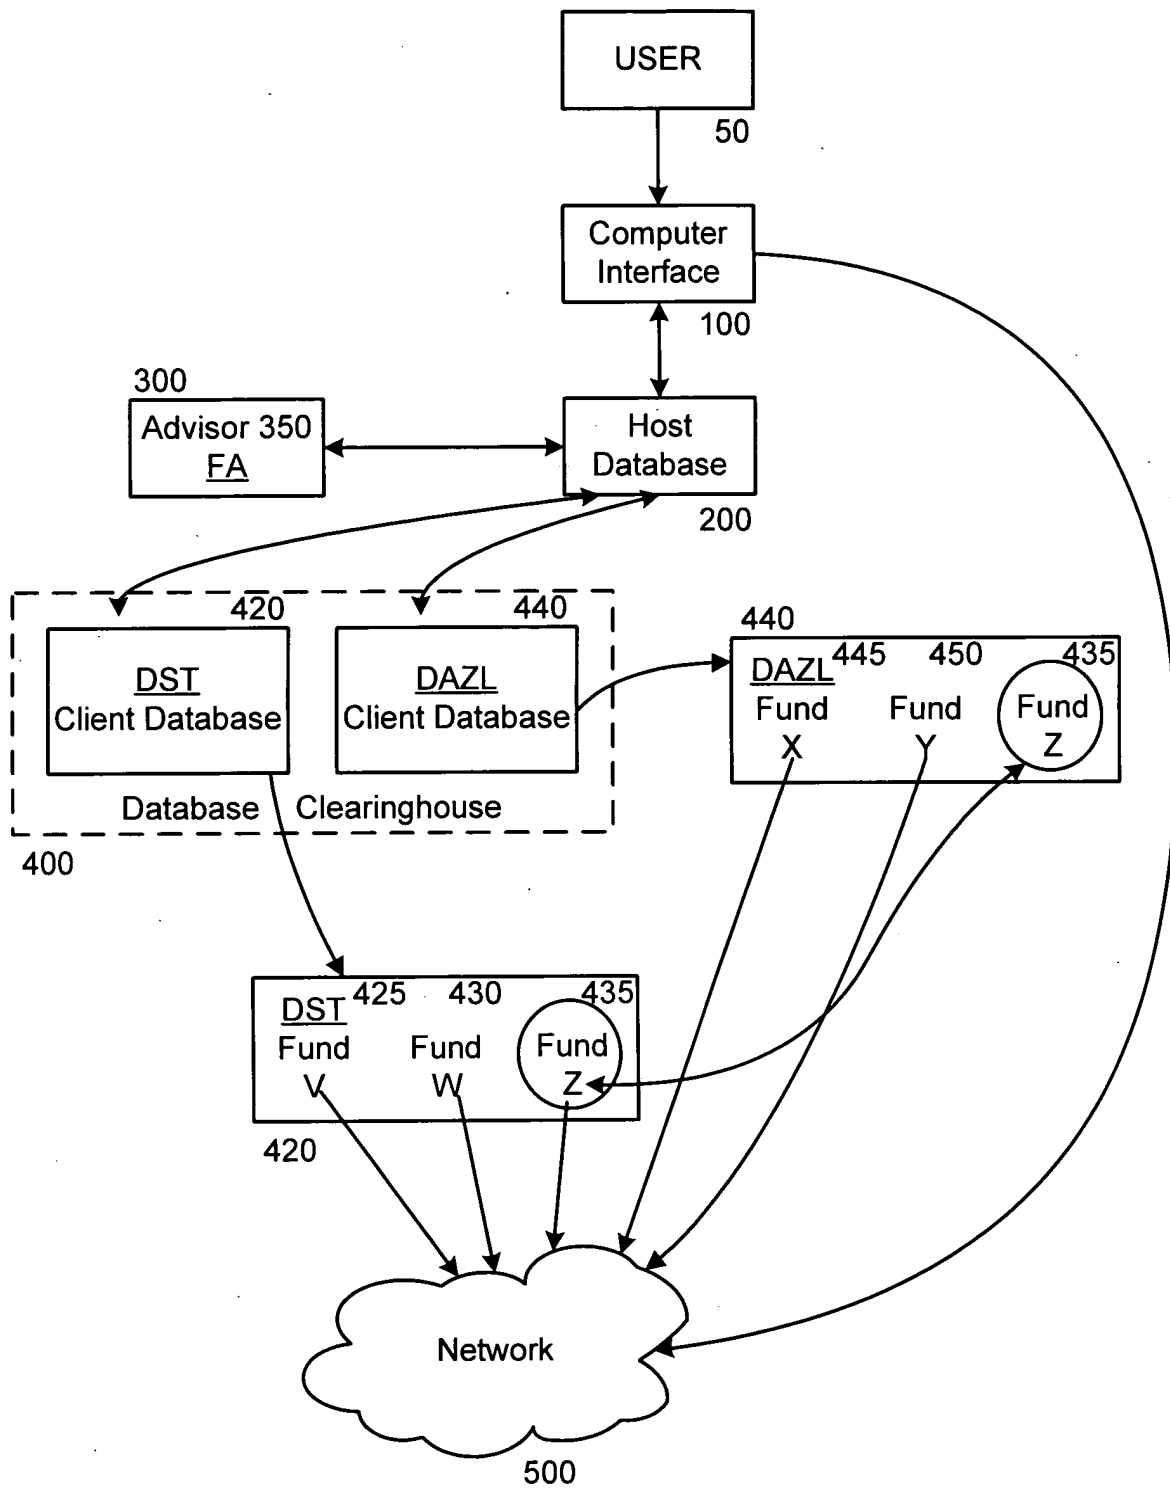 USER
50
Computer
Interface
100
300
Advisor 350
FA
Host
Database
200
420
440
DST
Client Database
DAZL
Client Database
Database Clearinghouse
400
440
445
450
435
DAZL
Fund
X
Fund
Y
Fund
Z
425
430
435
DST
Fund
V
Fund
W
Fund
Z
420
Network
500